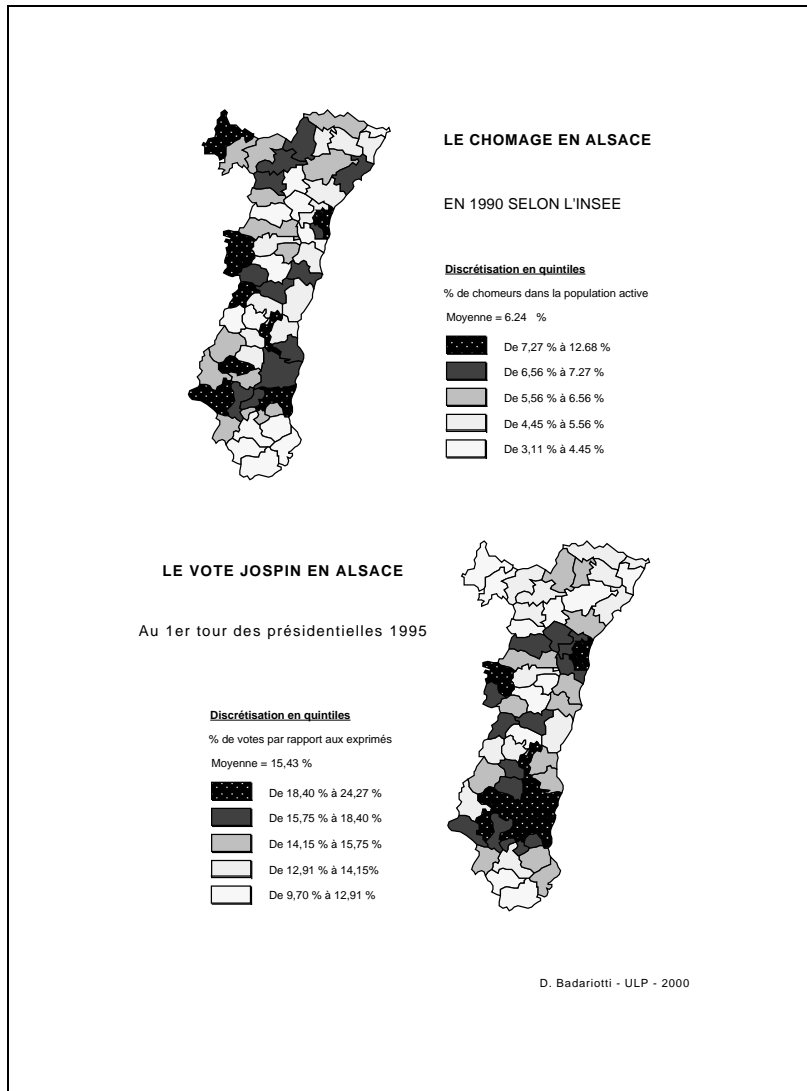 LE CHOMAGE EN ALSACE
EN 1990 SELON L'INSEE
Discrétisation en quintiles
% de chomeurs dans la population active
Moyenne = 6.24 %
De 7,27 % à 12.68 %
De 6,56 % à 7.27 %
De 5,56 % à 6.56 %
De 4,45 % à 5.56 %
De 3,11 % à 4.45 %
LE VOTE JOSPIN EN ALSACE
Au 1er tour des présidentielles 1995
Discrétisation en quintiles
% de votes par rapport aux exprimés
Moyenne = 15,43 %
De 18,40 % à 24,27 %
De 15,75 % à 18,40 %
De 14,15 % à 15,75 %
De 12,91 % à 14,15%
De 9,70 % à 12,91 %
D. Badariotti - ULP - 2000